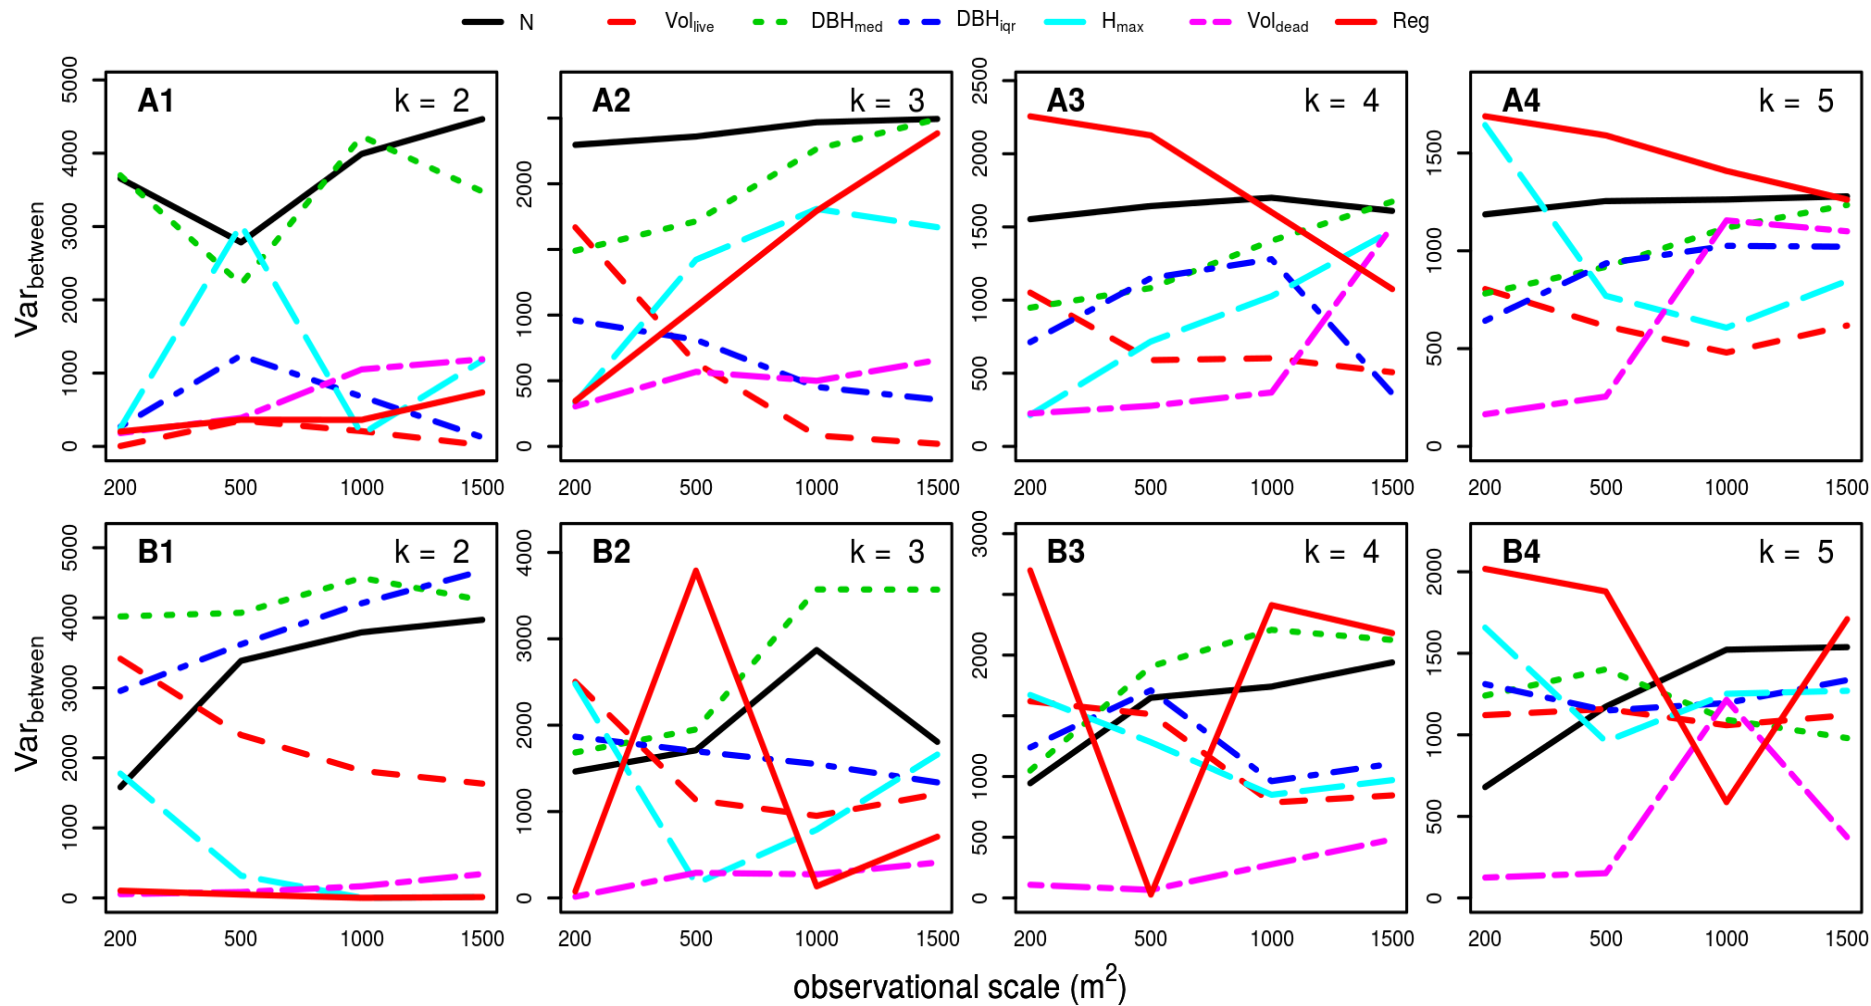 N Vol_live DBH_med DBH_iqr H_max Vol_dead Reg
A1 k = 2
A2 k = 3
A3 k = 4
A4 k = 5
Var_between
0 1000 2000 3000 4000 5000
200 500 1000 1500
0 500 1000 2000
200 500 1000 1500
0 500 1000 1500 2000 2500
200 500 1000 1500
0 500 1000 1500
200 500 1000 1500
B1 k = 2
B2 k = 3
B3 k = 4
B4 k = 5
Var_between
0 1000 2000 3000 4000 5000
200 500 1000 1500
0 1000 2000 3000 4000
200 500 1000 1500
0 500 1000 2000 3000
200 500 1000 1500
0 500 1000 1500 2000
200 500 1000 1500
observational scale (m²)